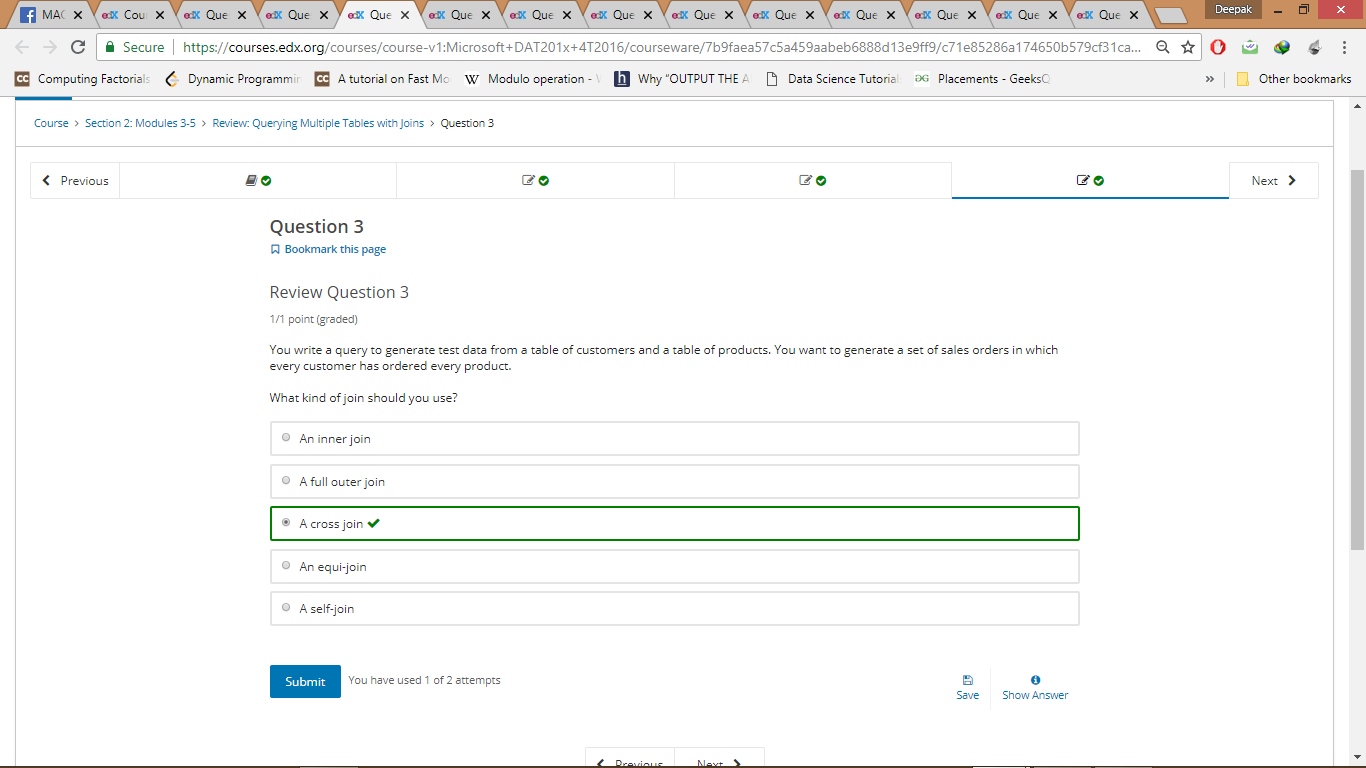 MAC
Cou
Que
Que
Que
Que
Que
Que
Que
Que
Que
Que
Que
Que
Deepak
Secure
https://courses.edx.org/courses/course-v1:Microsoft+DAT201x+4T2016/courseware/7b9faea57c5a459aabeb6888d13e9ff9/c71e85286a174650b579cf31ca...
CC Computing Factorials
Dynamic Programmin
CC A tutorial on Fast Mo
W Modulo operation -
h Why "OUTPUT THE A
Data Science Tutorial
Placements - GeeksQ
»
Other bookmarks
Course > Section 2: Modules 3-5 > Review: Querying Multiple Tables with Joins > Question 3
Previous
Next
Question 3
Bookmark this page
Review Question 3
1/1 point (graded)
You write a query to generate test data from a table of customers and a table of products. You want to generate a set of sales orders in which
every customer has ordered every product.
What kind of join should you use?
An inner join
A full outer join
A cross join
An equi-join
A self-join
Submit
You have used 1 of 2 attempts
Save
Show Answer
Previous
Next